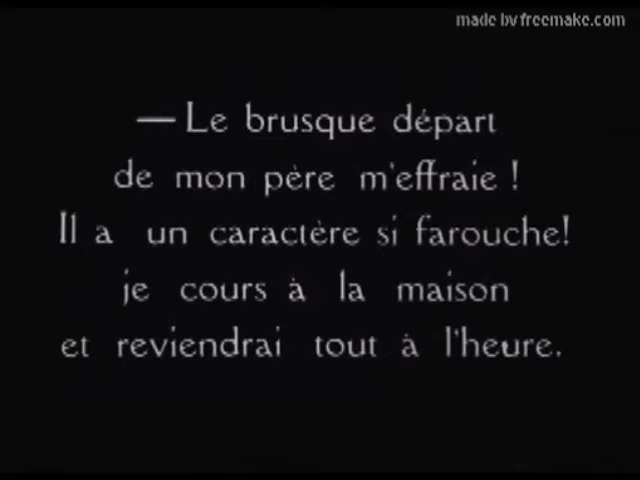 made by freemake.com
— Le brusque départ
de mon père m'effraie !
Il a un caractère si farouche!
je cours à la maison
et reviendrai tout à l'heure.